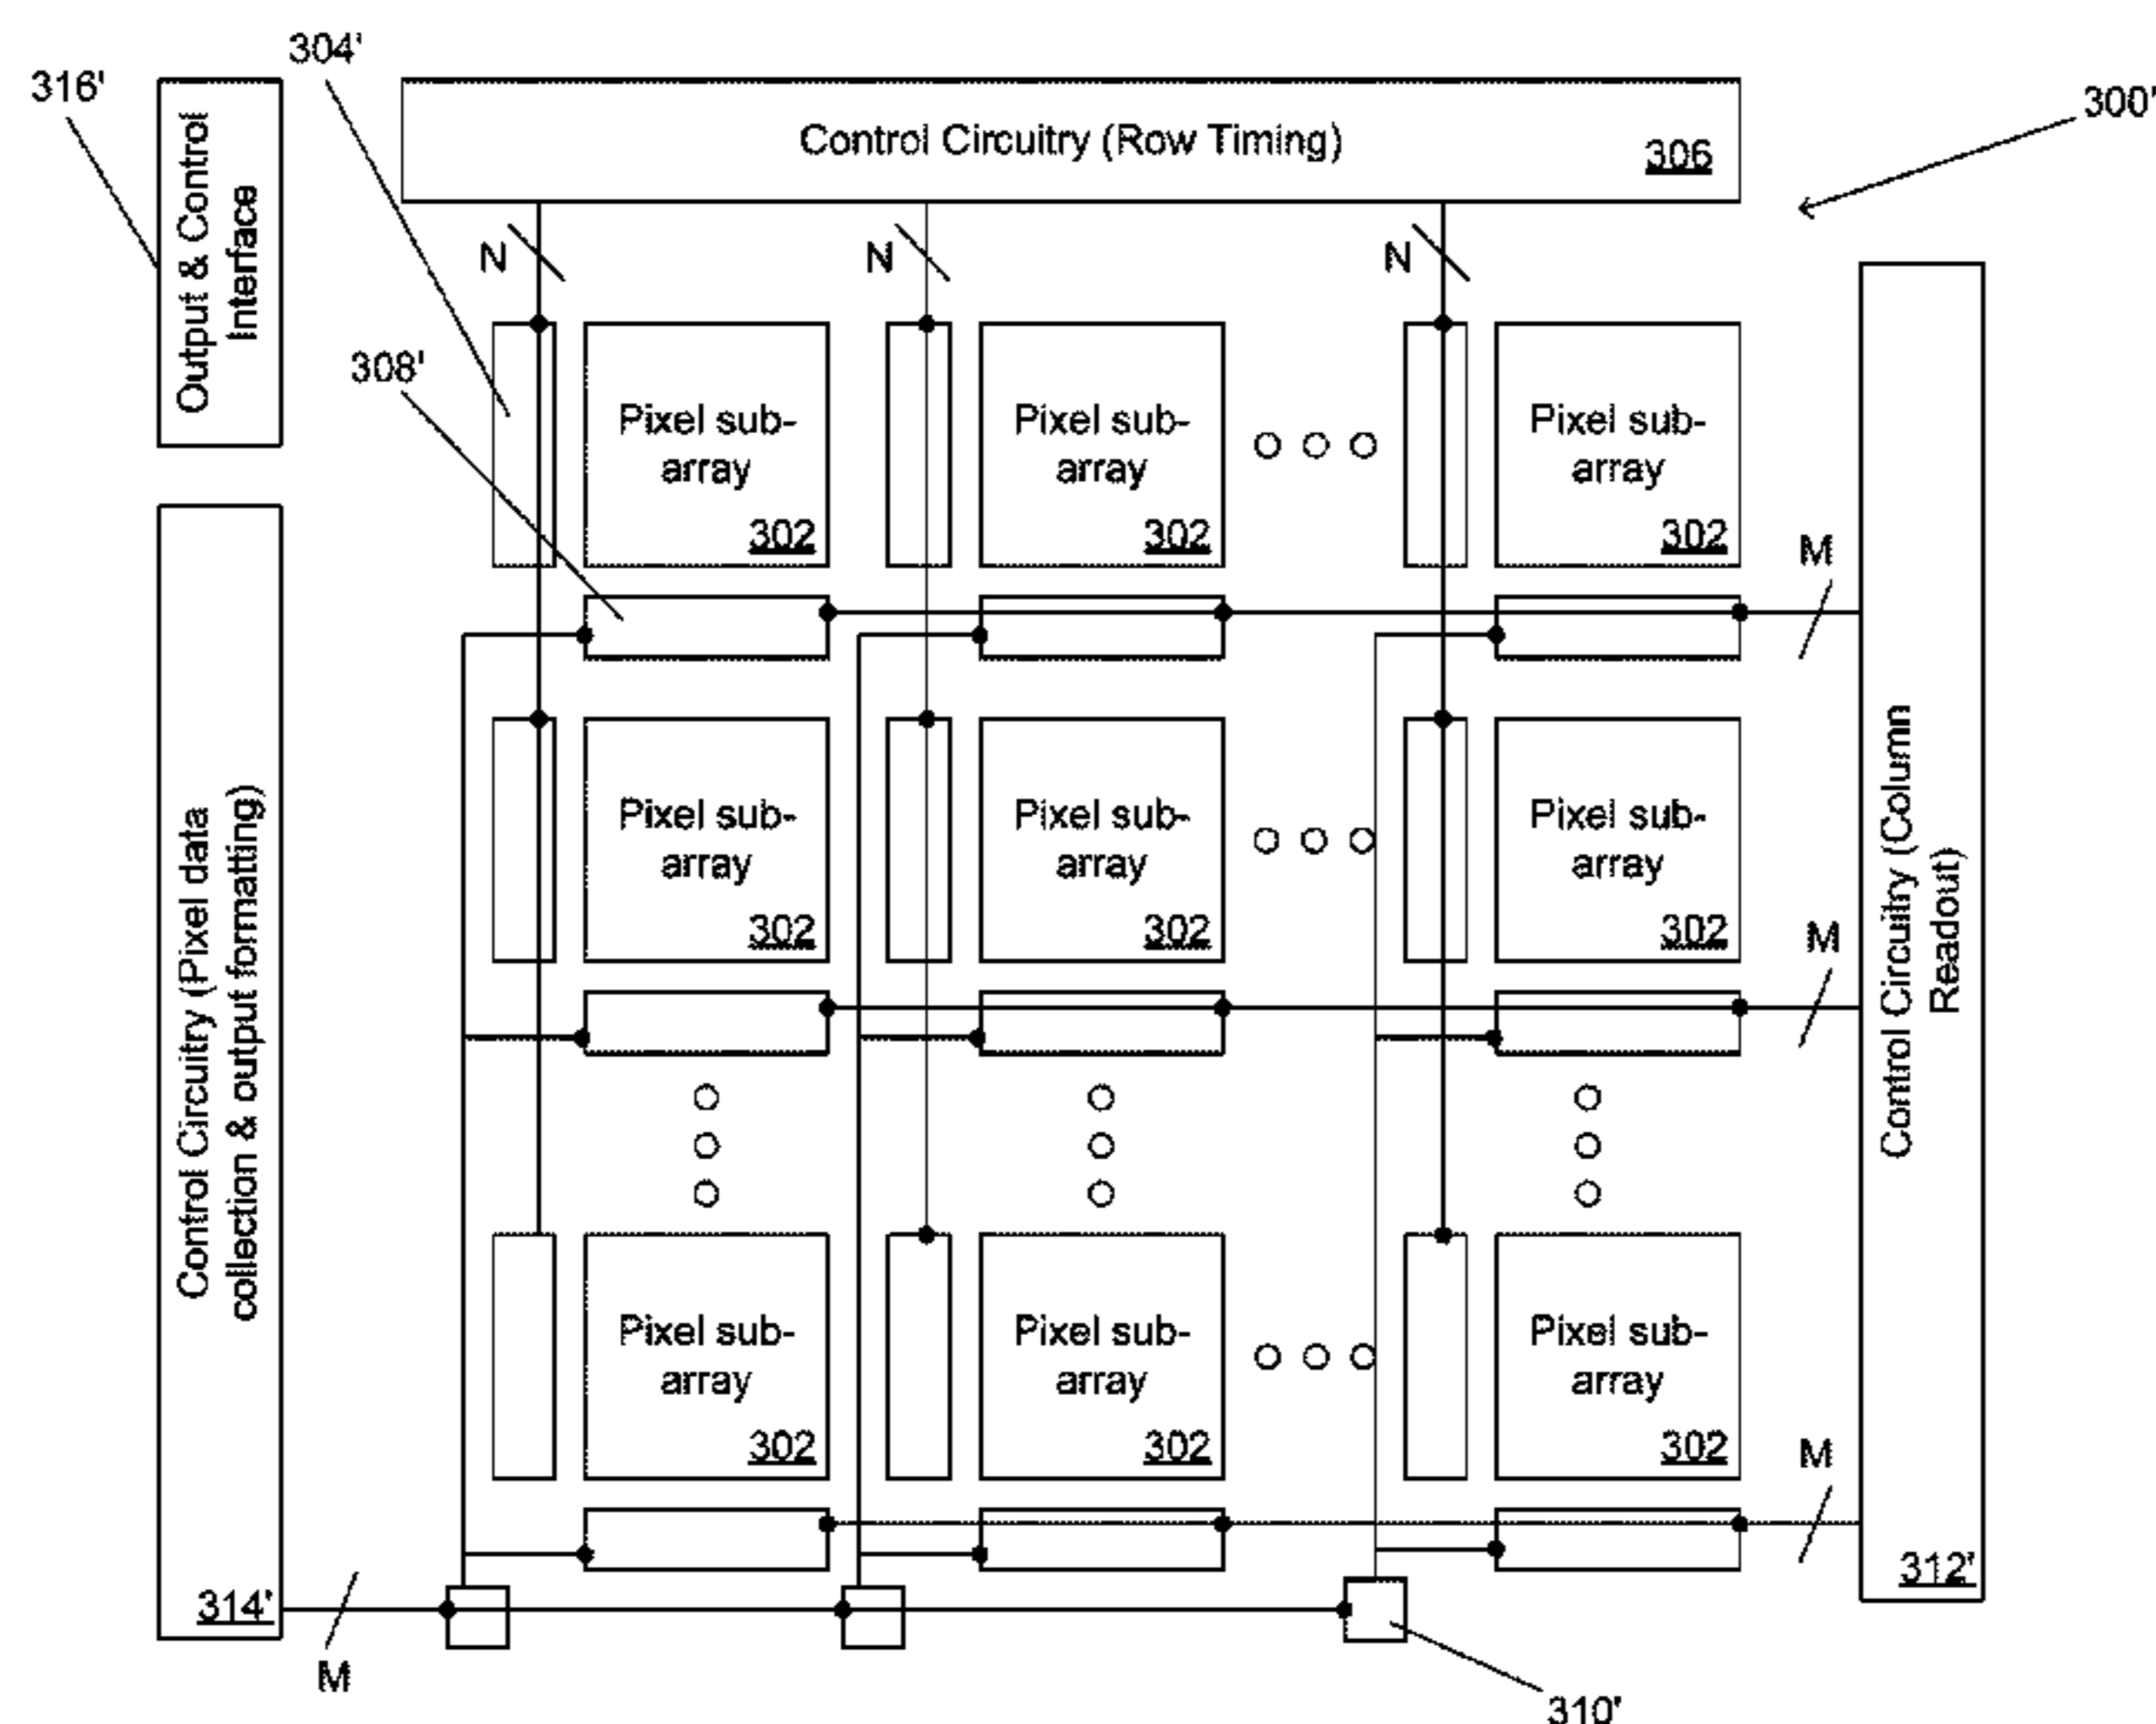 304'
316'
300'
Output & Control
Interface
Control Circuitry (Row Timing)
306
N
N
N
308'
Pixel sub-
array
302
Pixel sub-
array
302
Pixel sub-
array
302
M
Pixel sub-
array
302
Pixel sub-
array
302
Pixel sub-
array
302
M
Control Circuitry (Pixel data
collection & output formatting)
314'
Control Circuitry (Column
Readout)
312'
Pixel sub-
array
302
Pixel sub-
array
302
Pixel sub-
array
302
M
M
310'